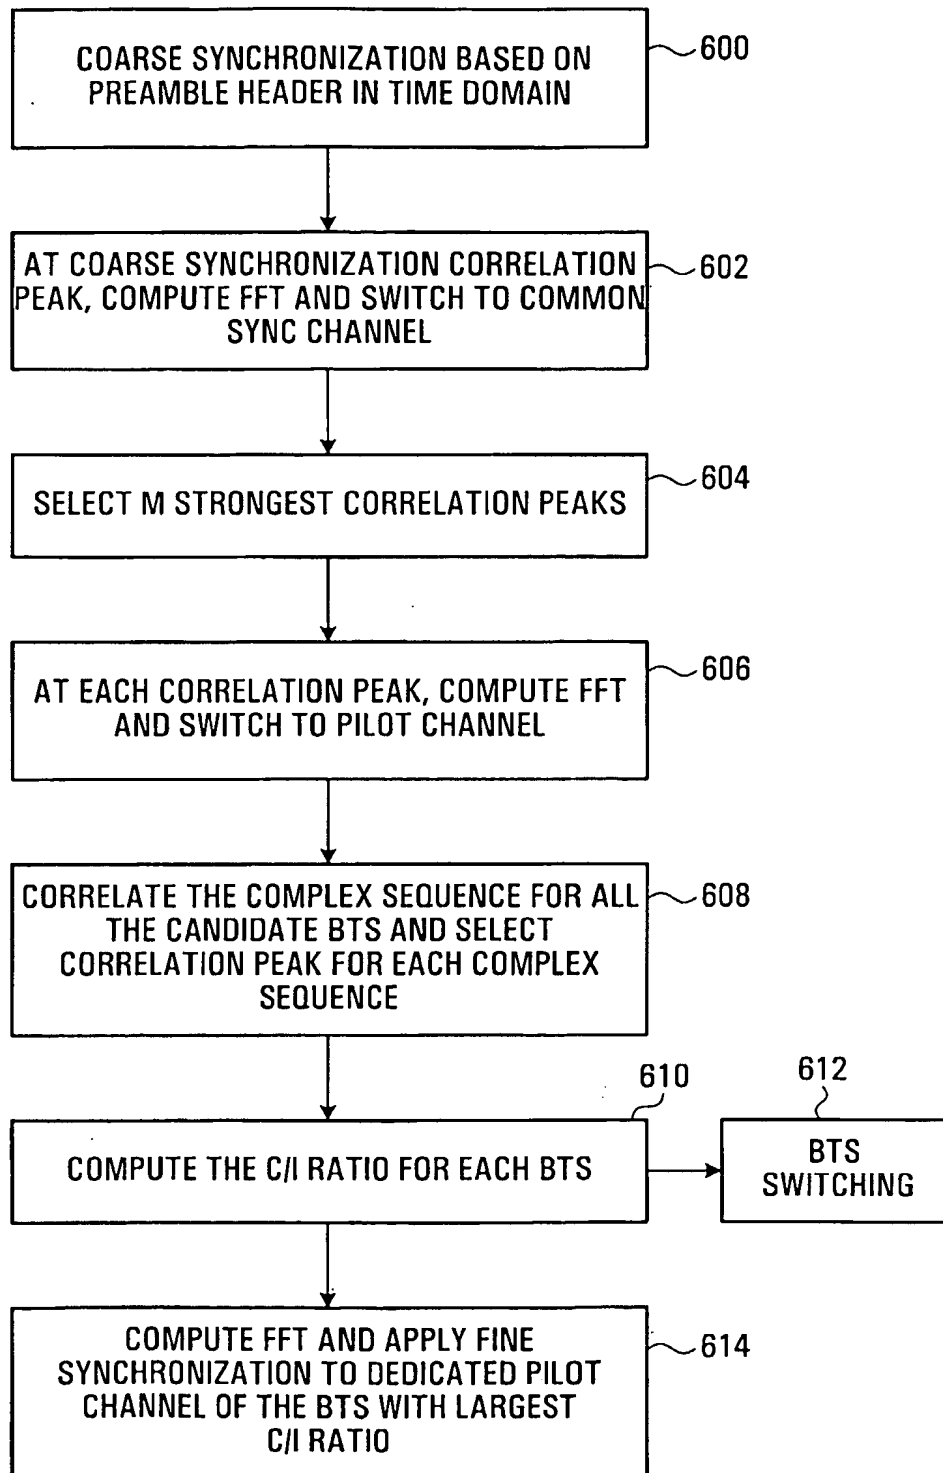 COARSE SYNCHRONIZATION BASED ON
PREAMBLE HEADER IN TIME DOMAIN
600
AT COARSE SYNCHRONIZATION CORRELATION
PEAK, COMPUTE FFT AND SWITCH TO COMMON
SYNC CHANNEL
602
SELECT M STRONGEST CORRELATION PEAKS
604
AT EACH CORRELATION PEAK, COMPUTE FFT
AND SWITCH TO PILOT CHANNEL
606
CORRELATE THE COMPLEX SEQUENCE FOR ALL
THE CANDIDATE BTS AND SELECT
CORRELATION PEAK FOR EACH COMPLEX
SEQUENCE
608
COMPUTE THE C/I RATIO FOR EACH BTS
610
612
BTS
SWITCHING
COMPUTE FFT AND APPLY FINE
SYNCHRONIZATION TO DEDICATED PILOT
CHANNEL OF THE BTS WITH LARGEST
C/I RATIO
614